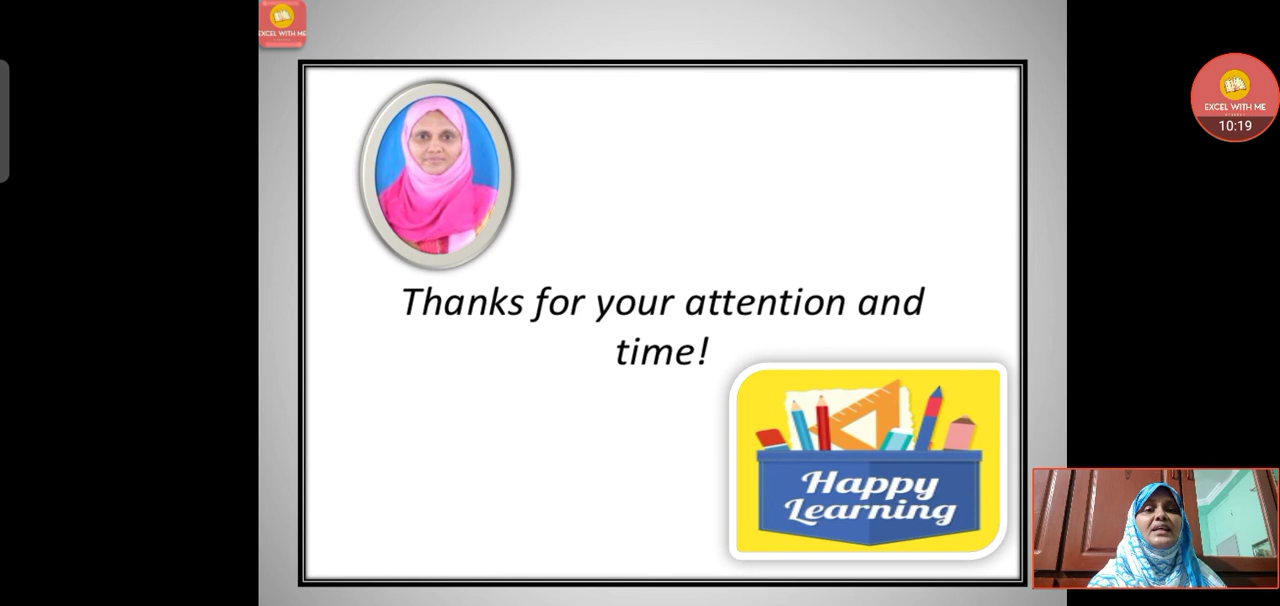 EXCEL WITH ME
EXCEL WITH ME
10:19
Thanks for your attention and
time!
Happy
Learning